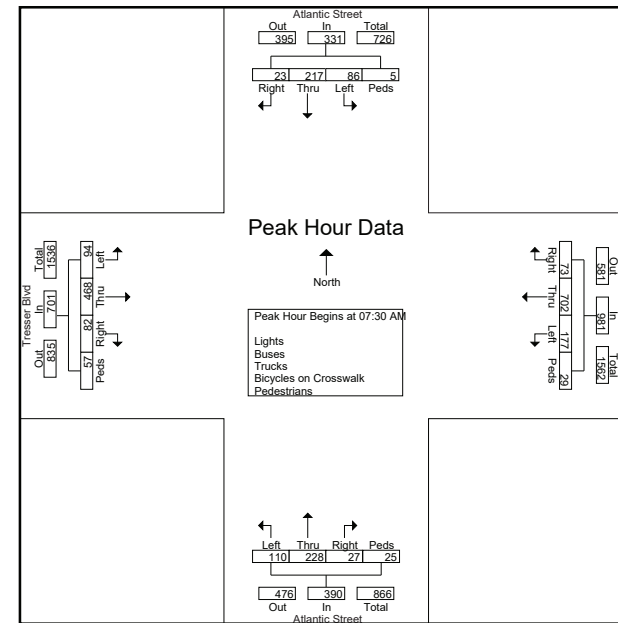 Atlantic Street
Out In Total
395 331 726
23 217 86 5
Right Thru Left Peds
Peak Hour Data
North
Peak Hour Begins at 07:30 AM
Lights
Buses
Trucks
Bicycles on Crosswalk
Pedestrians
Tresser Blvd
Out In Total
835 701 1536
Left Thru Right Peds
94 468 82 57
Right Thru Left Peds
73 702 177 29
Out In Total
581 981 1562
Left Thru Right Peds
110 228 27 25
476 390 866
Out In Total
Atlantic Street